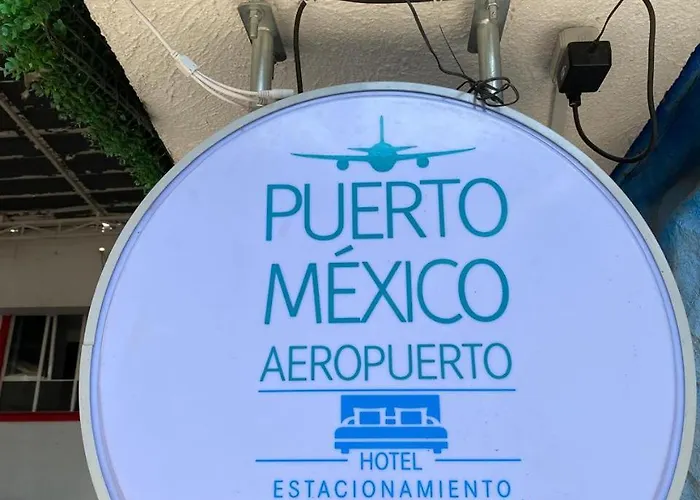 PUERTO
MÉXICO
AEROPUERTO
HOTEL
ESTACIONAMIENTO